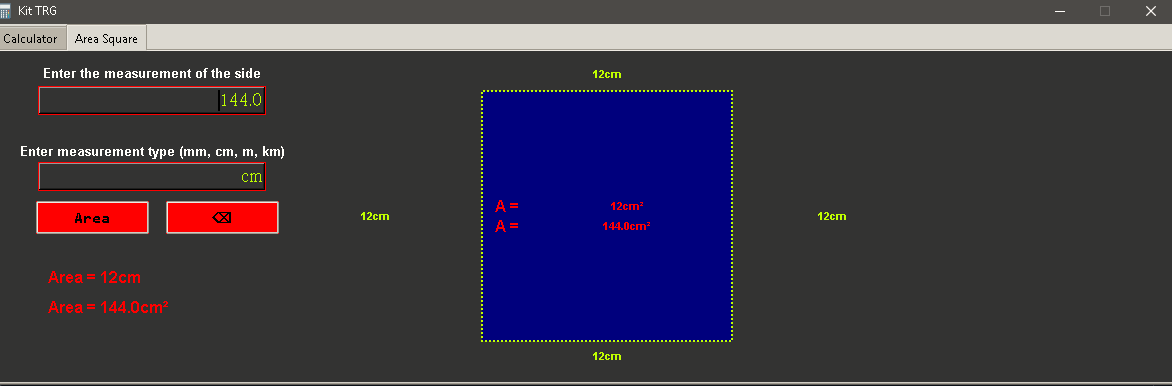 Kit TRG
Calculator
Area Square
Enter the measurement of the side
144.0
Enter measurement type (mm, cm, m, km)
cm
Area
⌫
Area = 12cm
Area = 144.0cm²
12cm
12cm
A = 12cm²
A = 144.0cm²
12cm
12cm